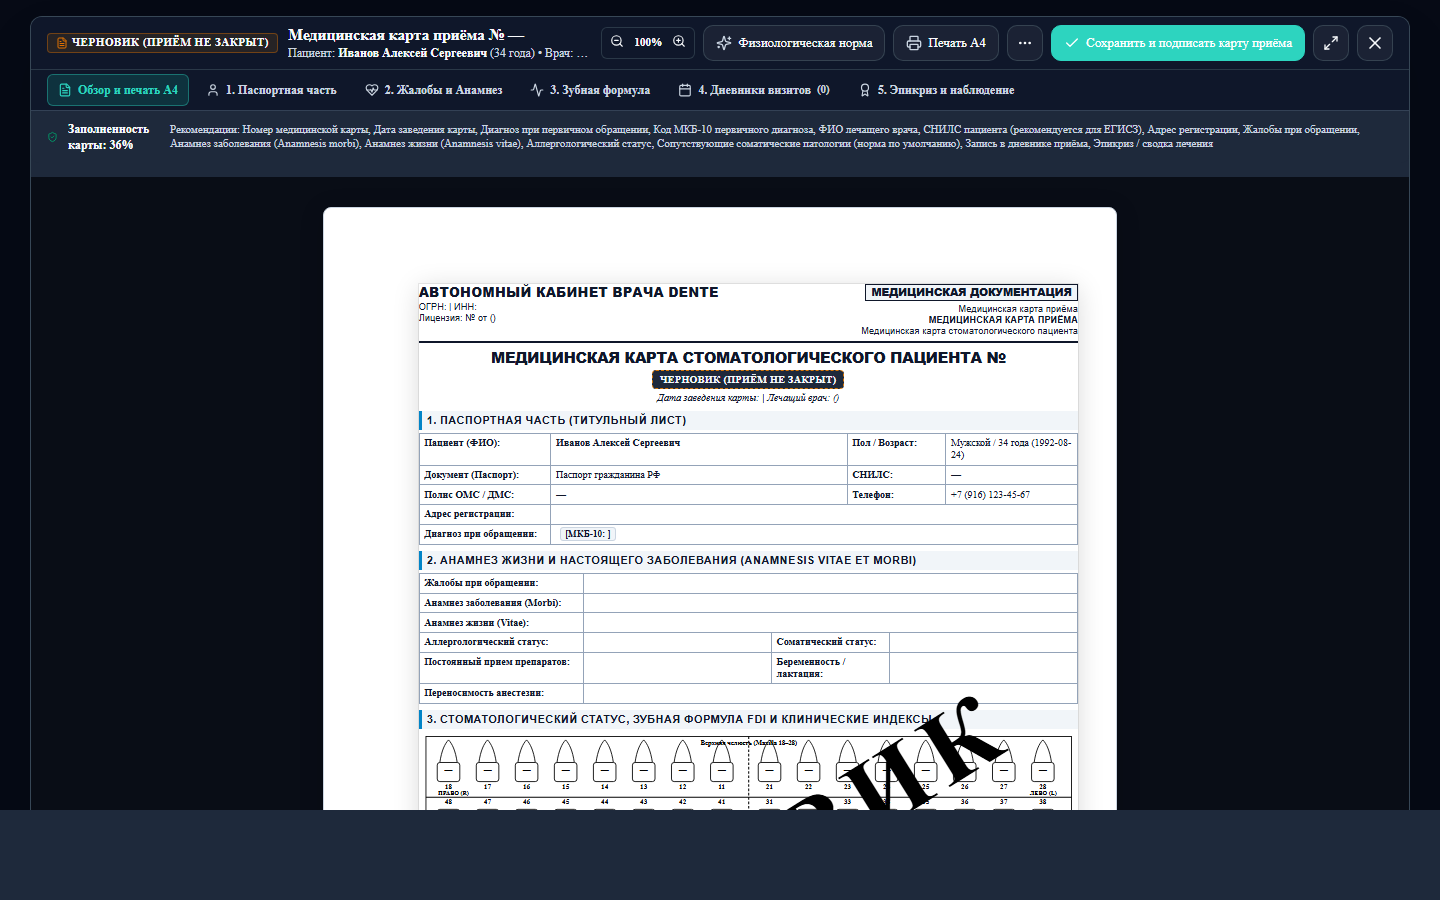 ЧЕРНОВИК (ПРИЁМ НЕ ЗАКРЫТ)
Медицинская карта приёма № —
Пациент: Иванов Алексей Сергеевич (34 года) • Врач: …
100%
Физиологическая норма
Печать А4
Сохранить и подписать карту приёма
Обзор и печать А4
1. Паспортная часть
2. Жалобы и Анамнез
3. Зубная формула
4. Дневники визитов (0)
5. Эпикриз и наблюдение
Заполненность карты: 36%
Рекомендации: Номер медицинской карты, Дата заведения карты, Диагноз при первичном обращении, Код МКБ-10 первичного диагноза, ФИО лечащего врача, СНИЛС пациента (рекомендуется для ЕГИСЗ), Адрес регистрации, Жалобы при обращении,
Анамнез заболевания (Anamnesis morbi), Анамнез жизни (Anamnesis vitae), Аллергологический статус, Сопутствующие соматические патологии (норма по умолчанию), Запись в дневнике приёма, Эпикриз / сводка лечения
АВТОНОМНЫЙ КАБИНЕТ ВРАЧА DENTE
ОГРН: | ИНН:
Лицензия: № от ()
МЕДИЦИНСКАЯ ДОКУМЕНТАЦИЯ
Медицинская карта приёма
МЕДИЦИНСКАЯ КАРТА ПРИЁМА
Медицинская карта стоматологического пациента
МЕДИЦИНСКАЯ КАРТА СТОМАТОЛОГИЧЕСКОГО ПАЦИЕНТА №
ЧЕРНОВИК (ПРИЁМ НЕ ЗАКРЫТ)
Дата заведения карты: | Лечащий врач: ()
1. ПАСПОРТНАЯ ЧАСТЬ (ТИТУЛЬНЫЙ ЛИСТ)
Пациент (ФИО): Иванов Алексей Сергеевич Пол / Возраст: Мужской / 34 года (1992-08-24)
Документ (Паспорт): Паспорт гражданина РФ СНИЛС: —
Полис ОМС / ДМС: — Телефон: +7 (916) 123-45-67
Адрес регистрации:
Диагноз при обращении: [МКБ-10: ]
2. АНАМНЕЗ ЖИЗНИ И НАСТОЯЩЕГО ЗАБОЛЕВАНИЯ (ANAMNESIS VITAE ET MORBI)
Жалобы при обращении:
Анамнез заболевания (Morbi):
Анамнез жизни (Vitae):
Аллергологический статус: Соматический статус:
Постоянный прием препаратов: Беременность / лактация:
Переносимость анестезии:
3. СТОМАТОЛОГИЧЕСКИЙ СТАТУС, ЗУБНАЯ ФОРМУЛА FDI И КЛИНИЧЕСКИЕ ИНДЕКСЫ
Верхняя челюсть (Maxilla 18–28)
— — — — — — — — — — — — — —
18 17 16 15 14 13 12 11 21 22 23 25 26 27 28
ПРАВО (R) ЛЕВО (L)
48 47 46 45 44 43 42 41 31 33 36 37 38
ИК